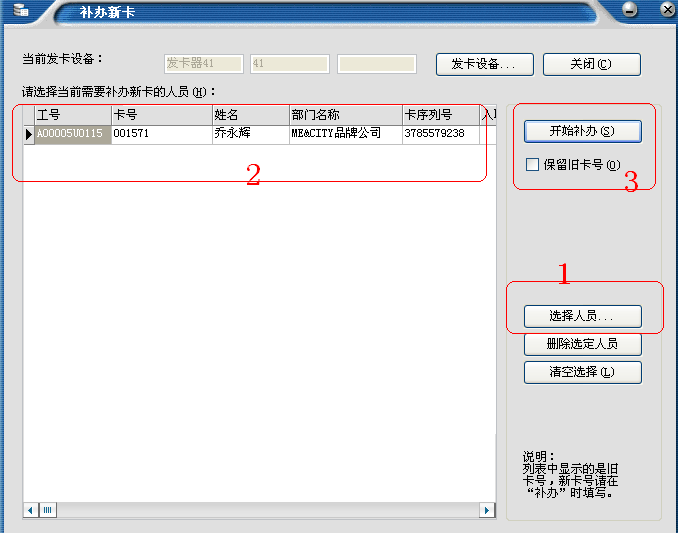 补办新卡
当前发卡设备：
发卡器41
41
发卡设备...
关闭(C)
请选择当前需要补办新卡的人员(H)：
工号 卡号 姓名 部门名称 卡序列号
A00005U0115 001571 乔永辉 ME&CITY品牌公司 3785579238
2
开始补办(S)
保留旧卡号(O)
3
1
选择人员...
删除选定人员
清空选择(L)
说明：
列表中显示的是旧
卡号，新卡号请在
“补办”时填写。